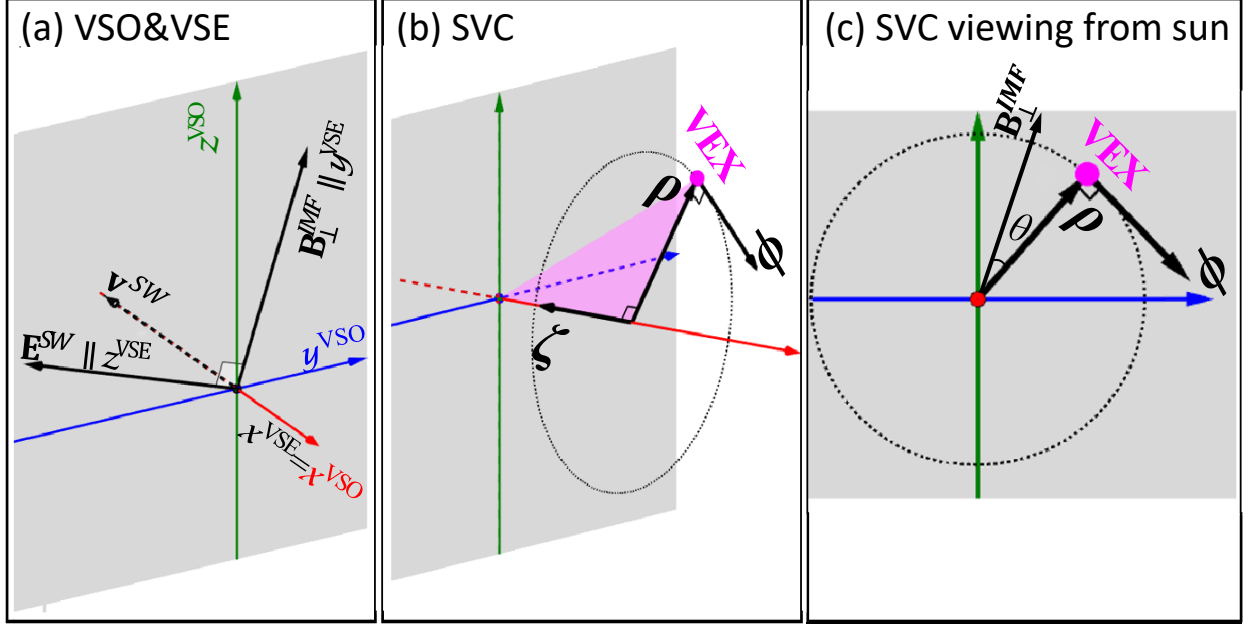 (a) VSO&VSE
z^VSO
B⊥^IMF ∥ y^VSE
v^SW
E^SW ∥ z^VSE
y^VSO
x^VSE=x^VSO
(b) SVC
VEX
ρ
ϕ
ζ
(c) SVC viewing from sun
B⊥^IMF
VEX
θ
ρ
ϕ